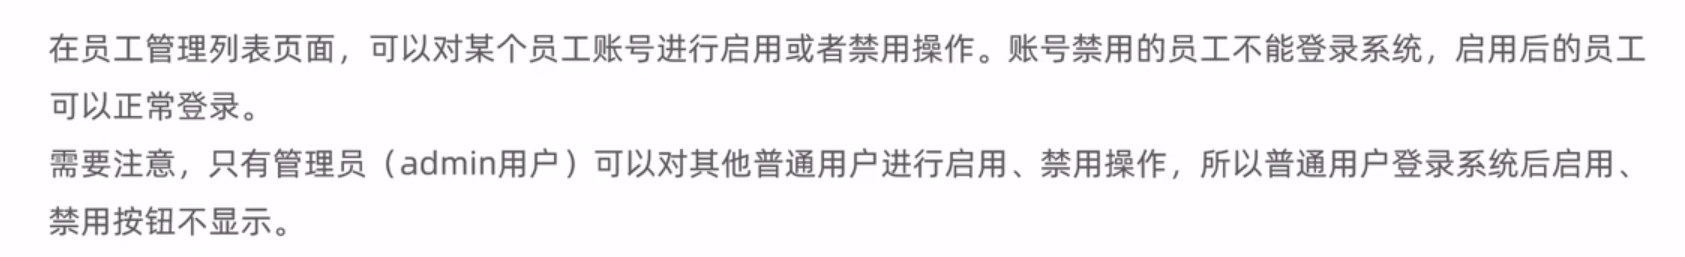 在员工管理列表页面，可以对某个员工账号进行启用或者禁用操作。账号禁用的员工不能登录系统，启用后的员工
可以正常登录。
需要注意，只有管理员（admin用户）可以对其他普通用户进行启用、禁用操作，所以普通用户登录系统后启用、
禁用按钮不显示。